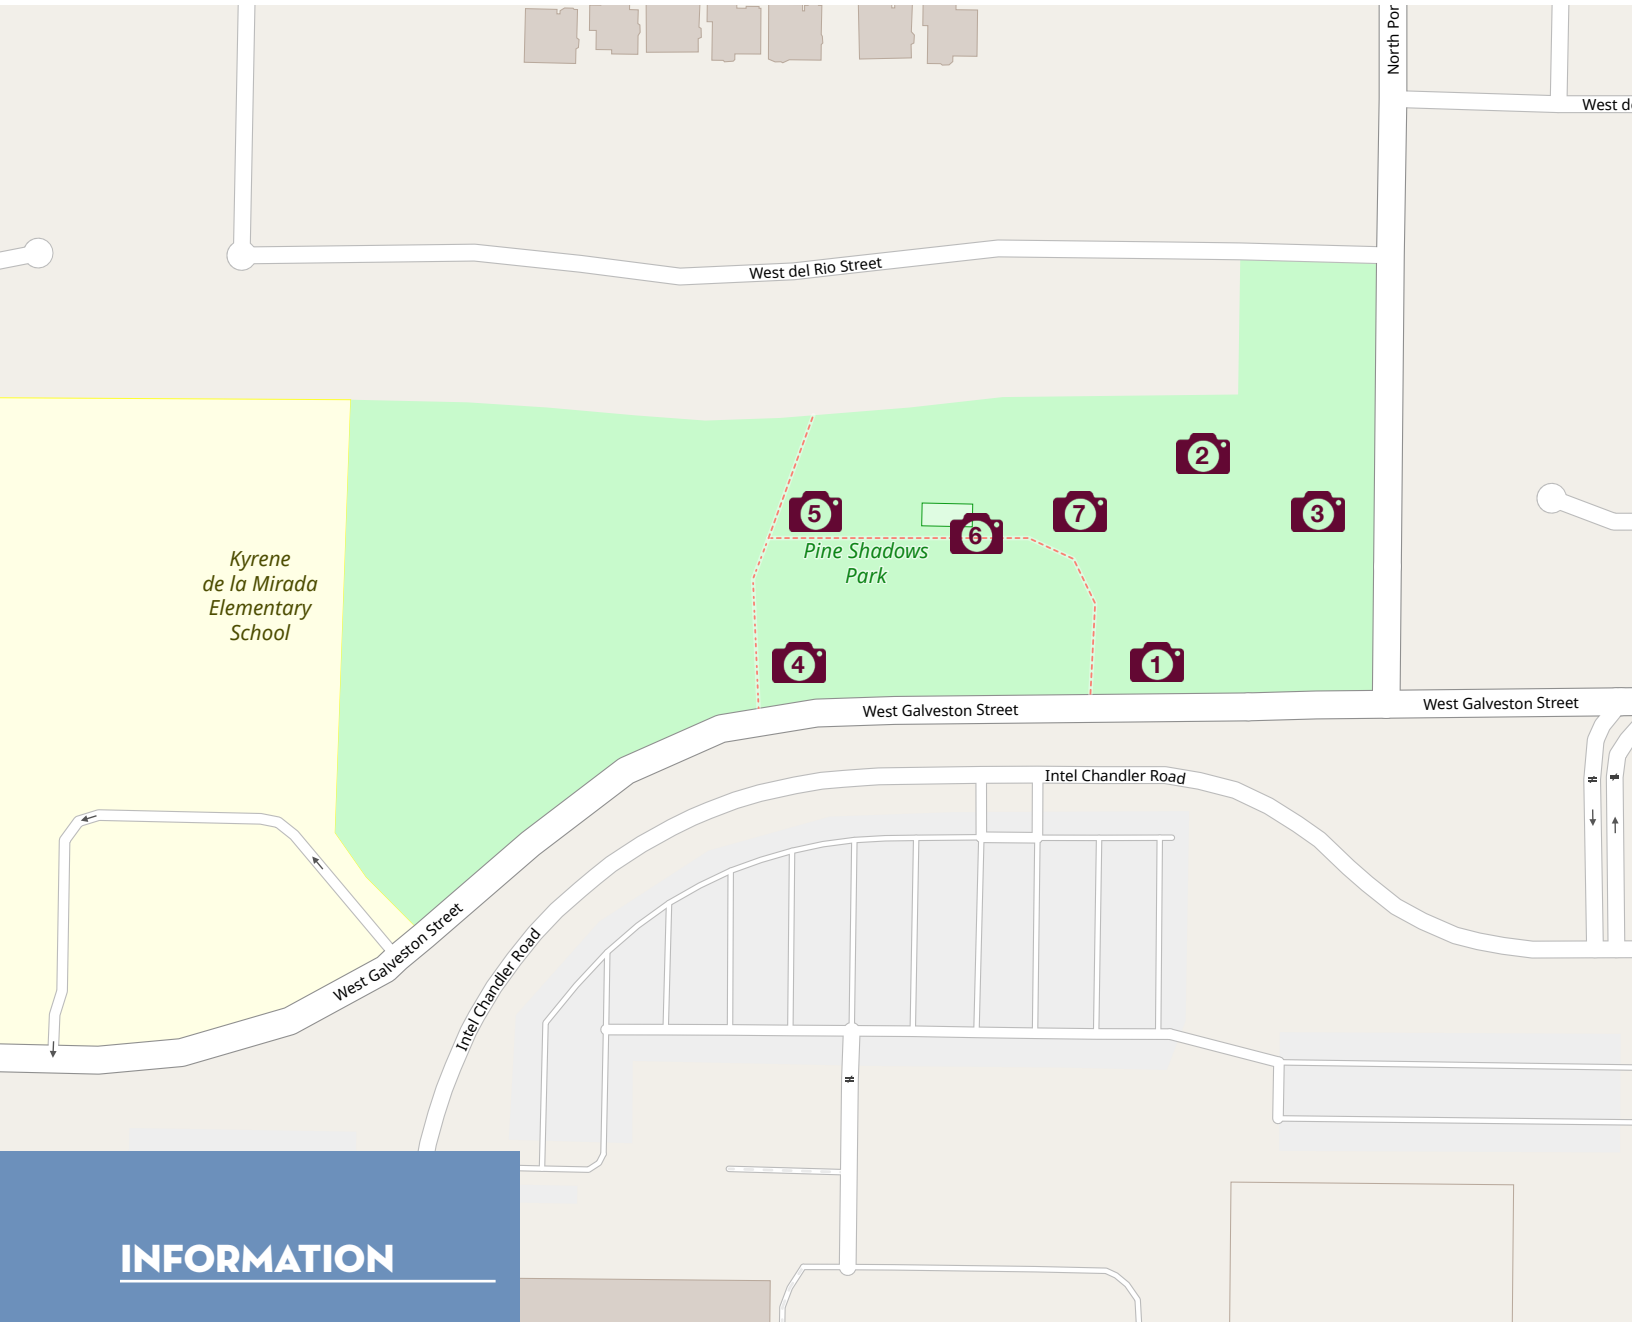 North Por
West de
West del Rio Street
2
5
7
3
6
Pine Shadows
Park
Kyrene
de la Mirada
Elementary
School
4
1
West Galveston Street
West Galveston Street
Intel Chandler Road
West Galveston Street
Intel Chandler Road
INFORMATION